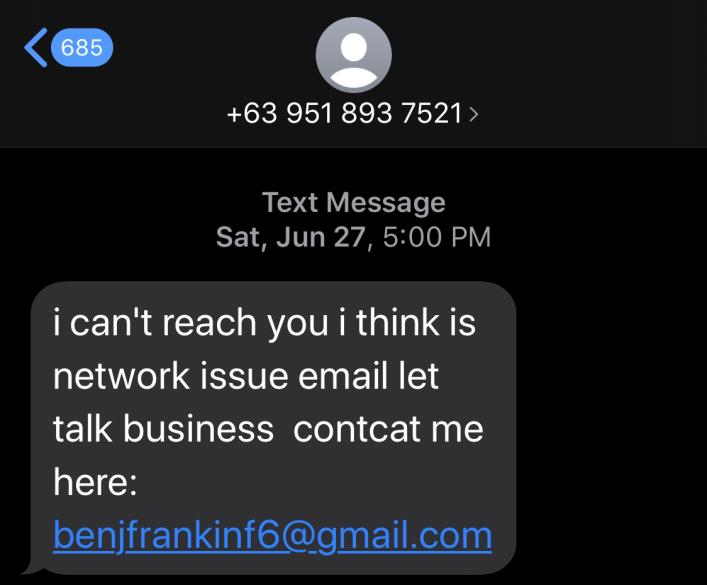 685
+63 951 893 7521 >
Text Message
Sat, Jun 27, 5:00 PM
i can't reach you i think is
network issue email let
talk business  contcat me
here:
benjfrankinf6@gmail.com